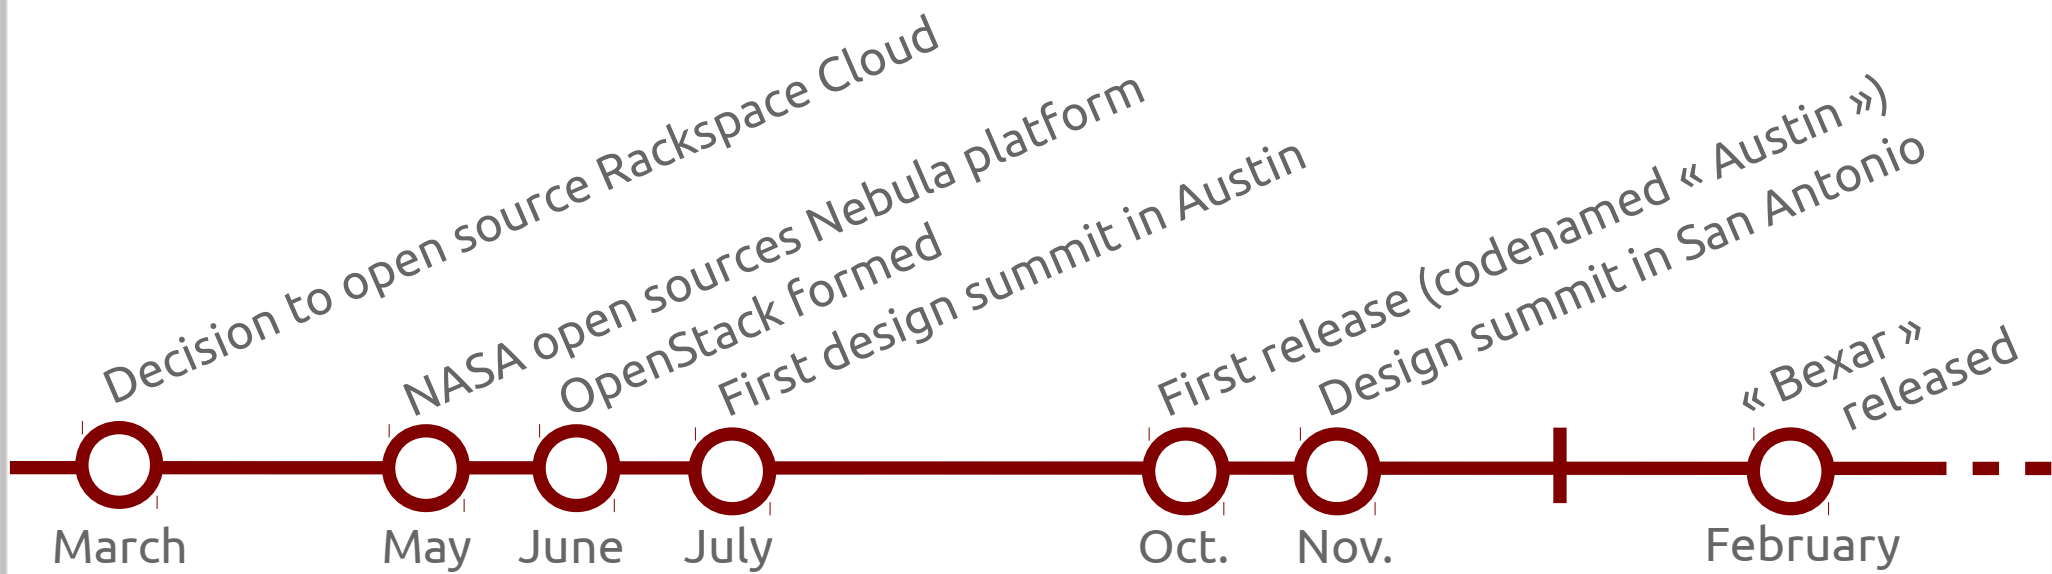 Decision to open source Rackspace Cloud
NASA open sources Nebula platform
OpenStack formed
First design summit in Austin
First release (codenamed « Austin »)
Design summit in San Antonio
« Bexar »
released
March
May
June
July
Oct.
Nov.
February